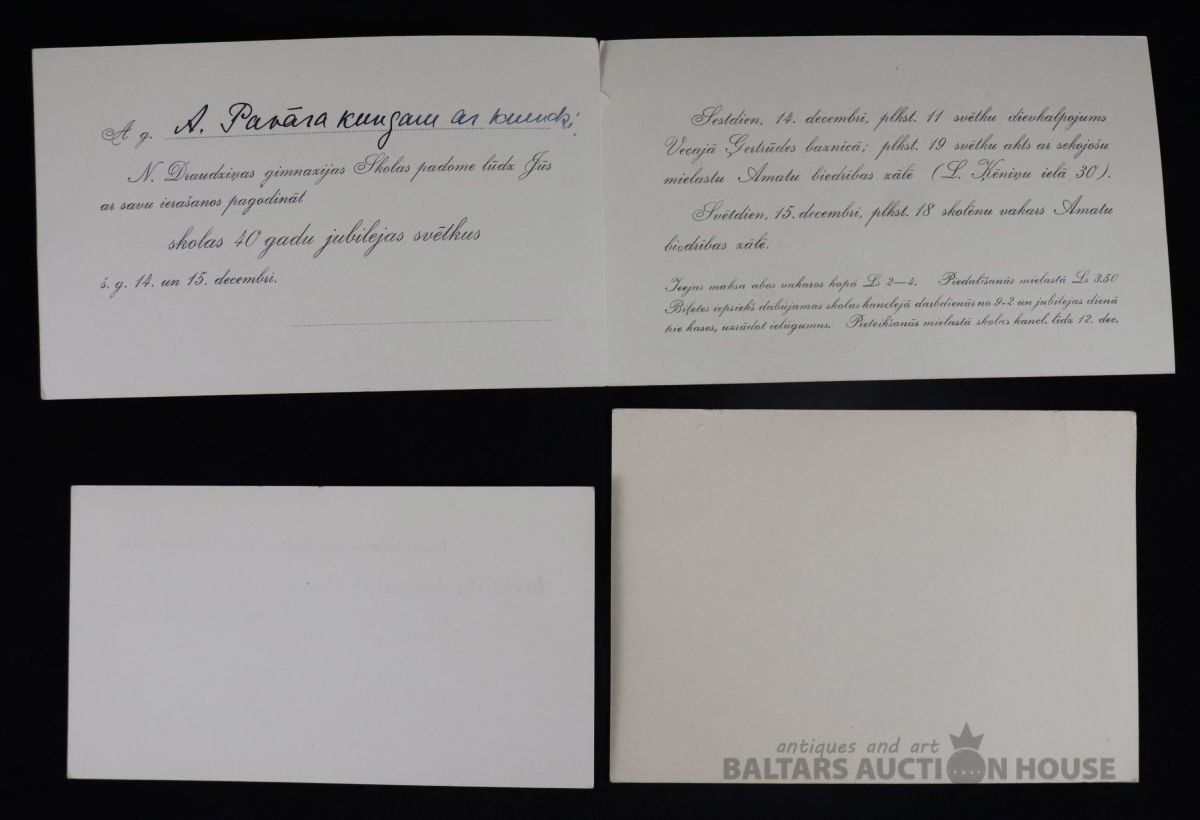 A. g. A. Pavāra kungam ar kundzi.
N. Draudziņas gimnazijas Skolas padome lūdz Jūs
ar savu ierašanos pagodināt
skolas 40 gadu jubilejas svētkus
š. g. 14. un 15. decembrī.
Sestdien, 14. decembrī, plkst. 11 svētku dievkalpojums
Vecajā Ģertrūdes baznīcā; plkst. 19 svētku akts ar sekojošu
mielastu Amatu biedrības zālē (L. Ķēniņu ielā 30).
Svētdien, 15. decembrī, plkst. 18 skolēnu vakars Amatu
biedrības zālē.
Ieejas maksa abos vakaros kopā Ls 2—4. Piedalīšanās mielastā Ls 3.50
Biļetes iepriekš dabūjamas skolas kancelejā darbdienās no 9-2 un jubilejas dienā
pie kases, uzrādot ielūgumus. Pieteikšanās mielastā skolas kancl. līdz 12. dec.
antiques and art
BALTARS AUCTION HOUSE